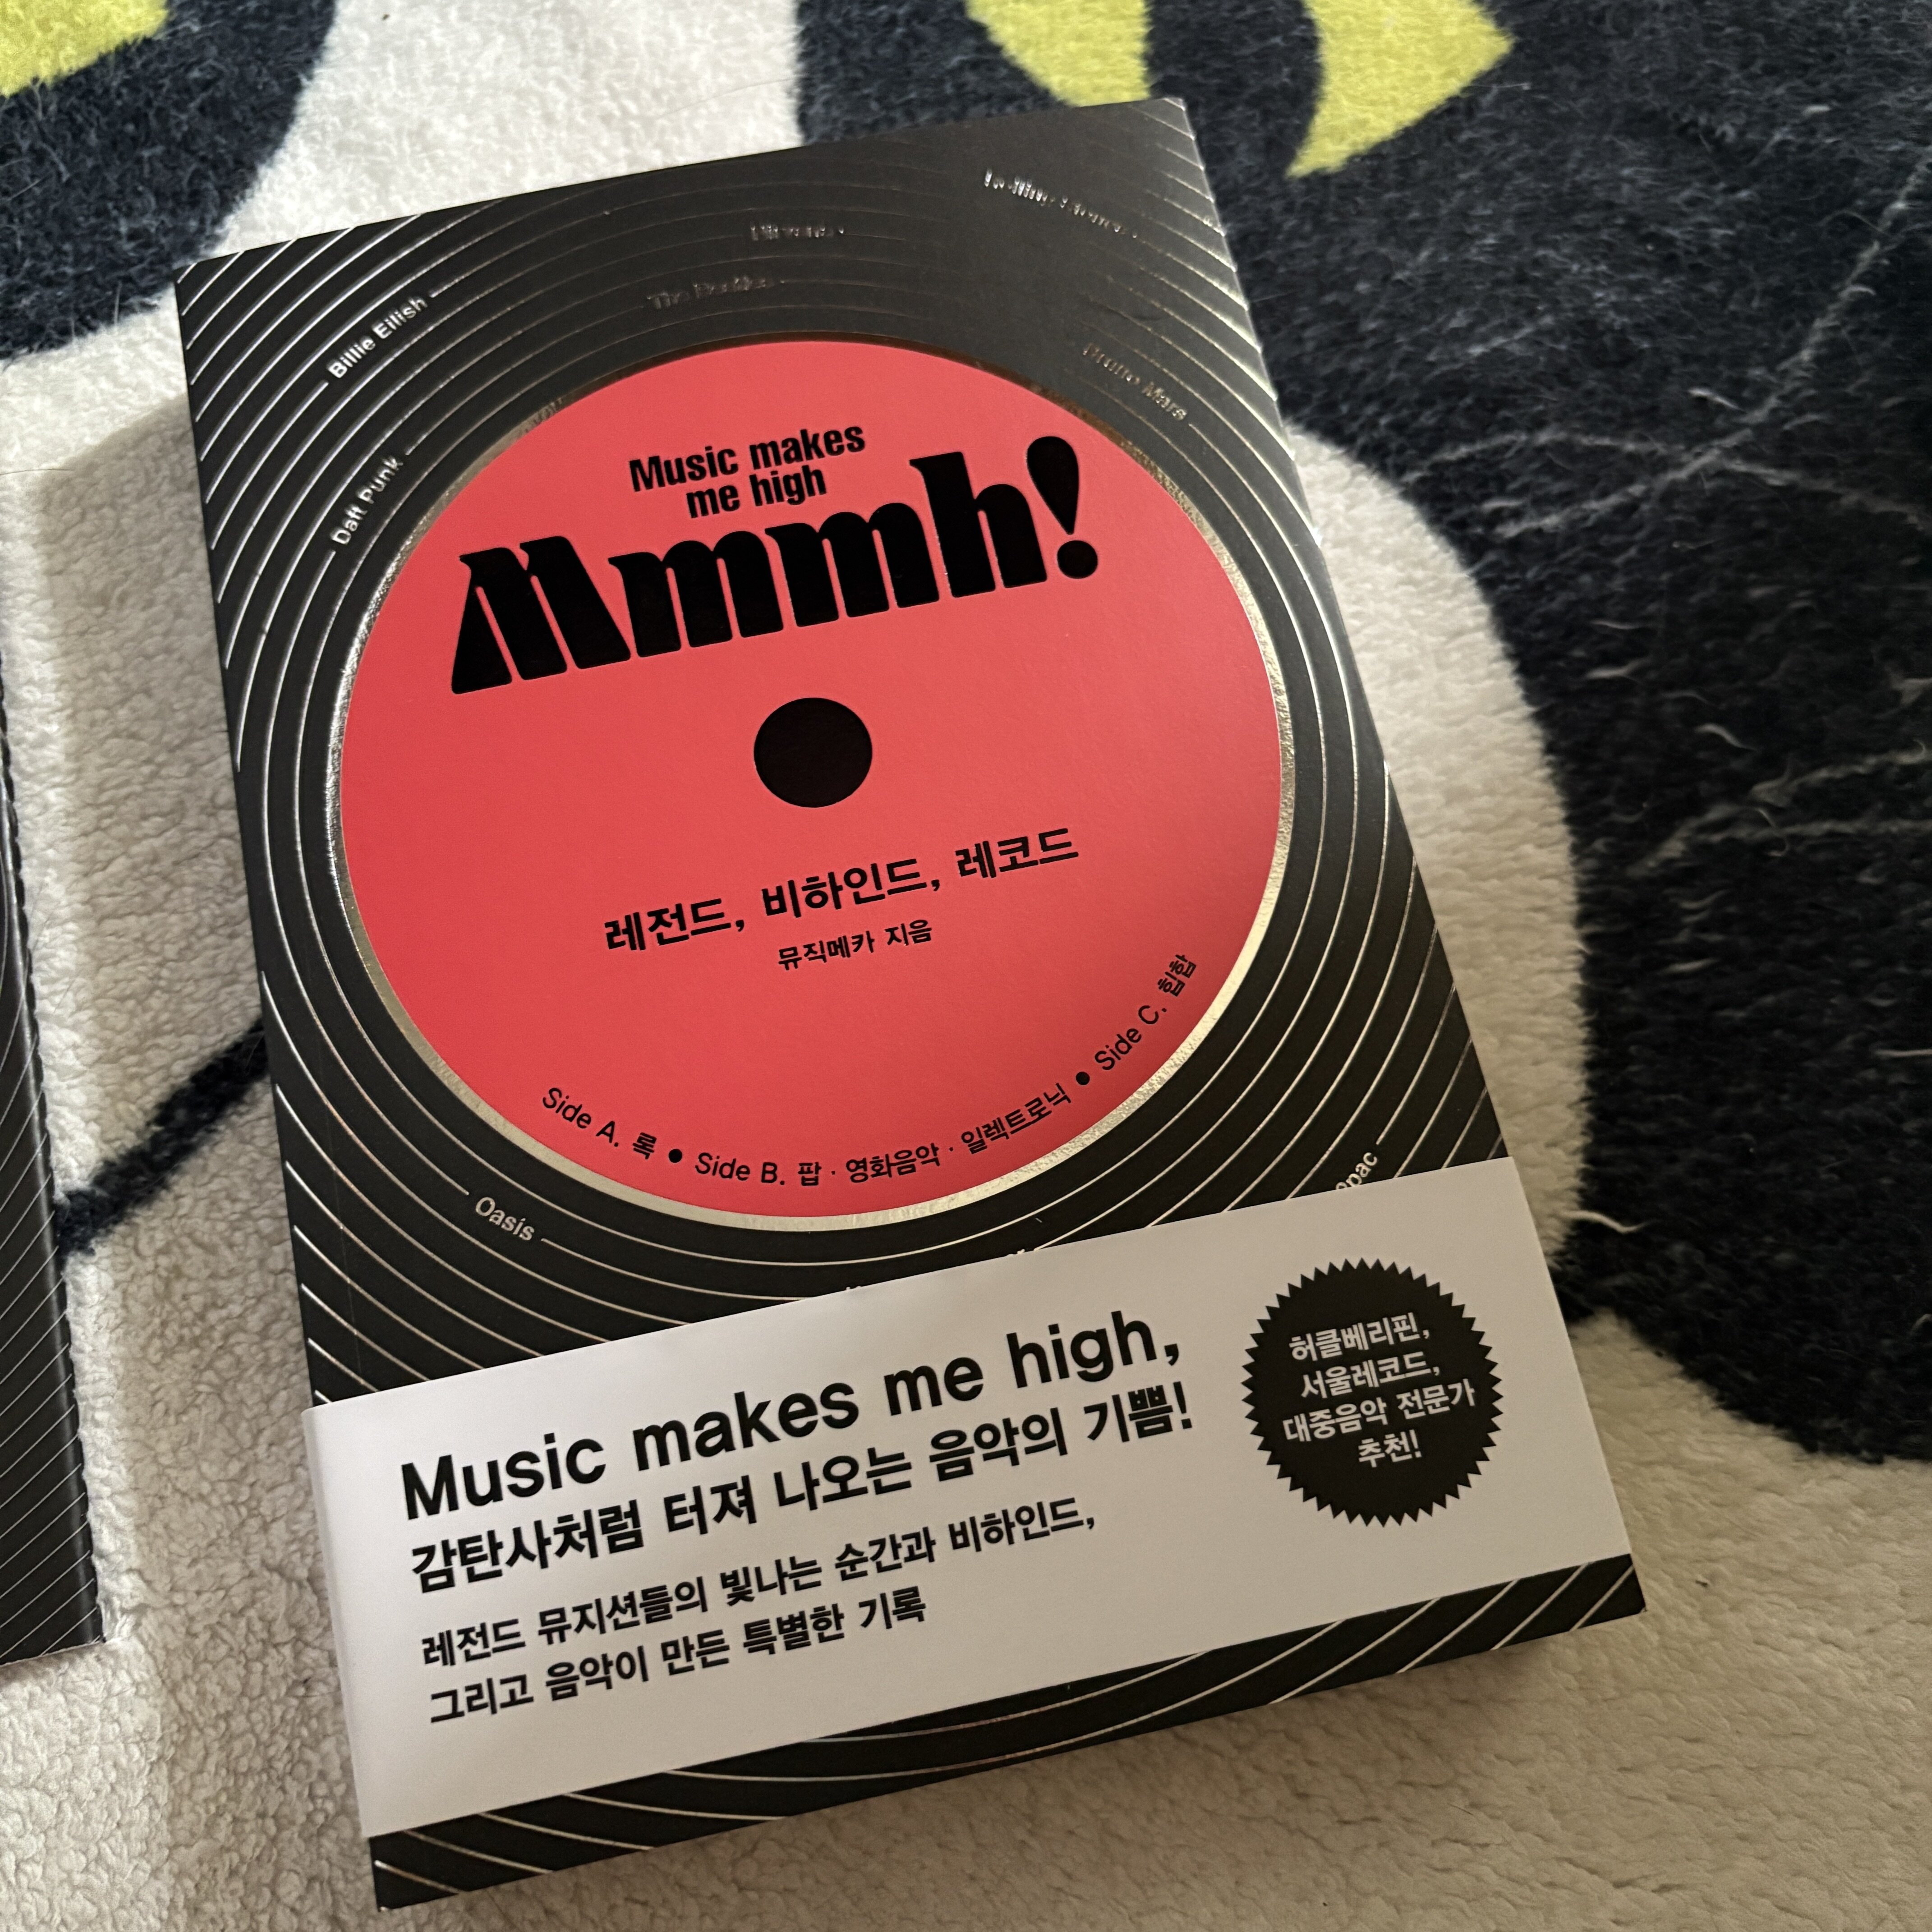 Billie Eilish
Daft Punk
The Beatles
Bruno Mars
Music makes
me high
Mmmh!
레전드, 비하인드, 레코드
뮤직메카 지음
Side A. 록 • Side B. 팝 · 영화음악 · 일렉트로닉 • Side C. 힙합
Oasis
Music makes me high,
감탄사처럼 터져 나오는 음악의 기쁨!
레전드 뮤지션들의 빛나는 순간과 비하인드,
그리고 음악이 만든 특별한 기록
허클베리핀,
서울레코드,
대중음악 전문가
추천!